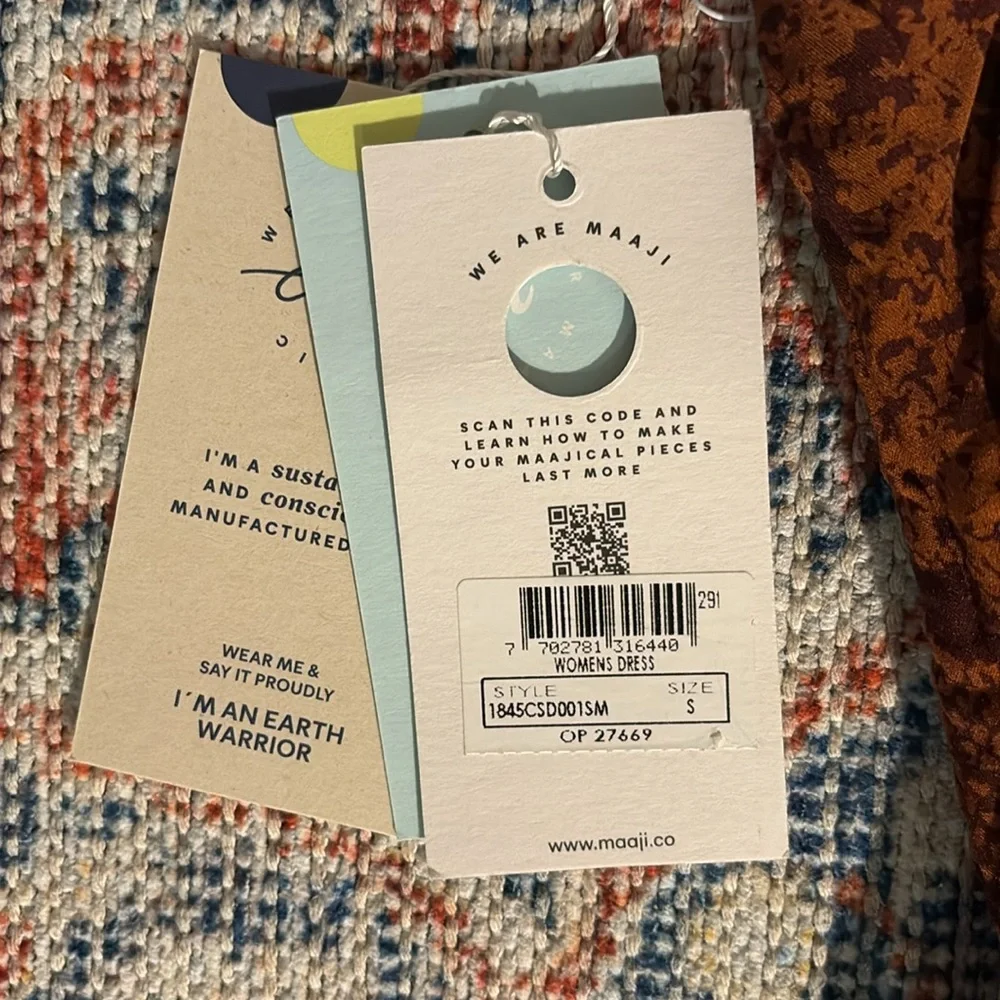 WE ARE MAAJI
SCAN THIS CODE AND
LEARN HOW TO MAKE
YOUR MAAJICAL PIECES
LAST MORE
291
7 702781 316440
WOMENS DRESS
STYLE SIZE
1845CSD001SM S
OP 27669
www.maaji.co
I'M A susta
AND conscie
MANUFACTURED
WEAR ME &
SAY IT PROUDLY
I´M AN EARTH
WARRIOR